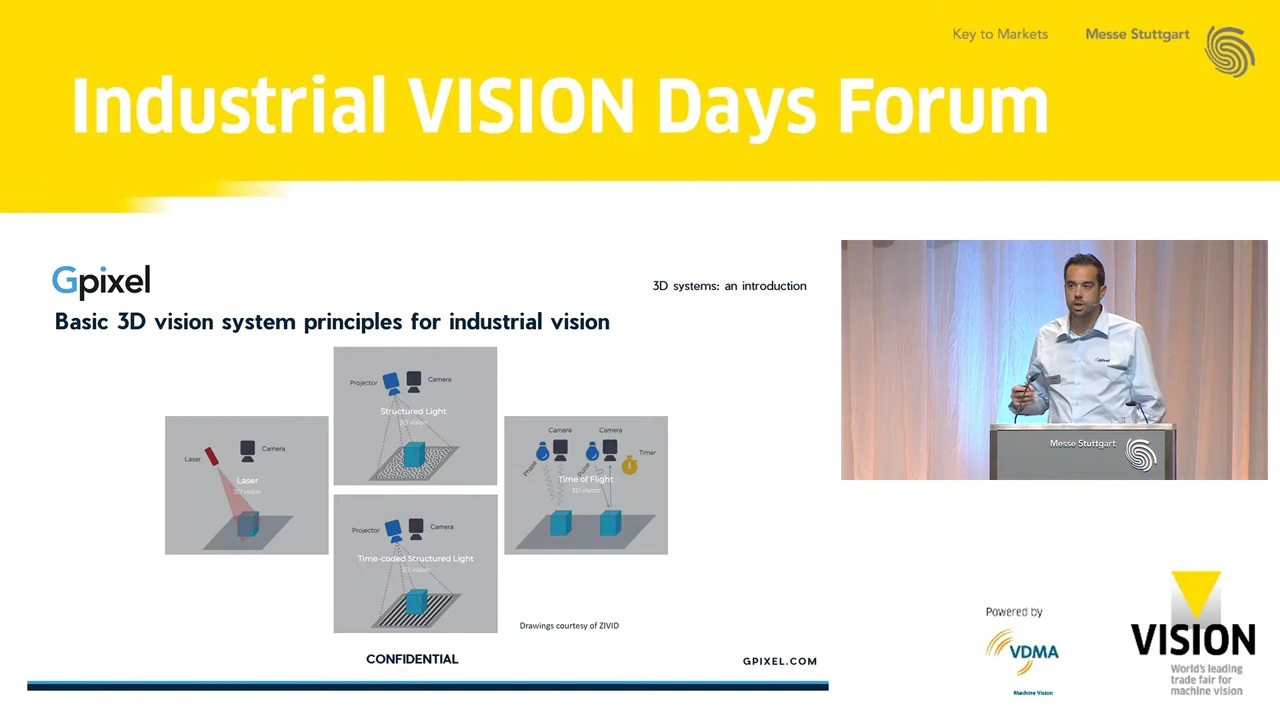 Key to Markets
Messe Stuttgart
Industrial VISION Days Forum
Gpixel
3D systems: an introduction
Basic 3D vision system principles for industrial vision
Projector
Camera
Structured Light
3D vision
Laser
Camera
Laser
3D vision
Camera
Camera
Timer
Phase
Pulse
Time of Flight
3D vision
Projector
Camera
Time-coded Structured Light
3D vision
Drawings courtesy of ZIVID
CONFIDENTIAL
GPIXEL.COM
Gpixel
Messe Stuttgart
Powered by
VDMA
Machine Vision
VISION
World's leading
trade fair for
machine vision